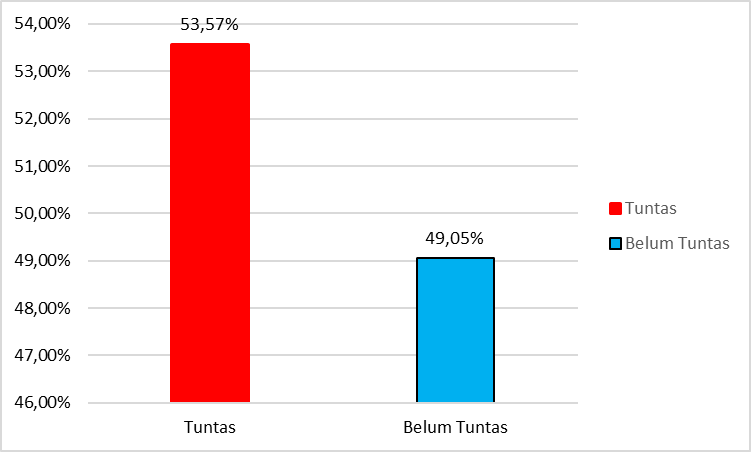 54,00%
53,00%
52,00%
51,00%
50,00%
49,00%
48,00%
47,00%
46,00%
53,57%
49,05%
Tuntas
Belum Tuntas
Tuntas
Belum Tuntas